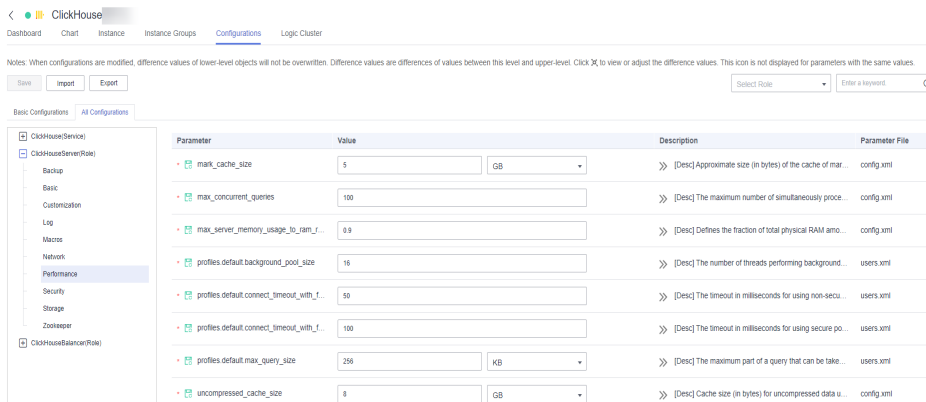 ClickHouse
Dashboard Chart Instance Instance Groups Configurations Logic Cluster
Notes: When configurations are modified, difference values of lower-level objects will not be overwritten. Difference values are differences of values between this level and upper-level. Click to view or adjust the difference values. This icon is not displayed for parameters with the same values.
Save Import Export Select Role Enter a keyword.
Basic Configurations All Configurations
ClickHouse(Service)
ClickHouseServer(Role)
Backup
Basic
Customization
Log
Macros
Network
Performance
Security
Storage
Zookeeper
ClickHouseBalancer(Role)
Parameter Value Description Parameter File
* mark_cache_size 5 GB [Desc] Approximate size (in bytes) of the cache of mar... config.xml
* max_concurrent_queries 100 [Desc] The maximum number of simultaneously proce... config.xml
* max_server_memory_usage_to_ram_r... 0.9 [Desc] Defines the fraction of total physical RAM amo... config.xml
* profiles.default.background_pool_size 16 [Desc] The number of threads performing background... users.xml
* profiles.default.connect_timeout_with_f... 50 [Desc] The timeout in milliseconds for using non-secu... users.xml
* profiles.default.connect_timeout_with_f... 100 [Desc] The timeout in milliseconds for using secure po... users.xml
* profiles.default.max_query_size 256 KB [Desc] The maximum part of a query that can be take... users.xml
* uncompressed_cache_size 8 GB [Desc] Cache size (in bytes) for uncompressed data u... config.xml